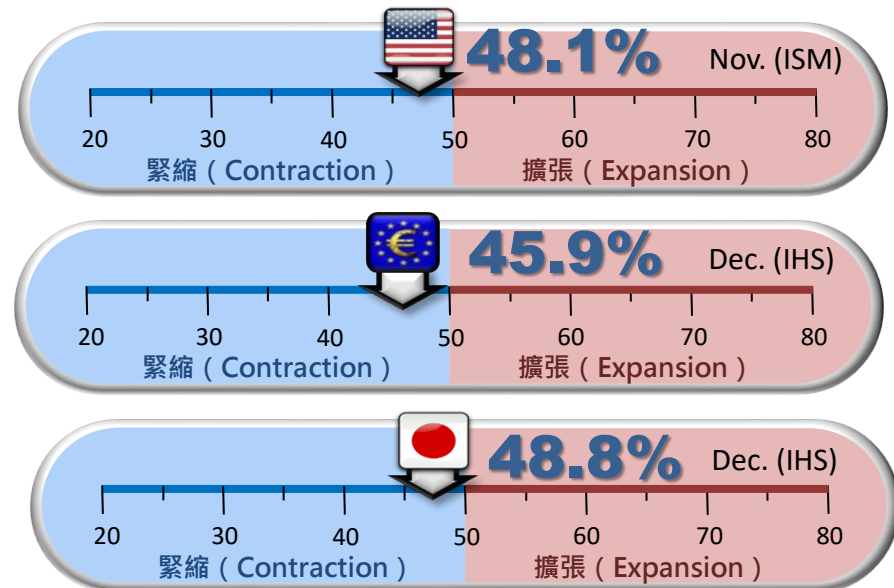 48.1% Nov. (ISM)
20 30 40 50 60 70 80
緊縮（Contraction） 擴張（Expansion）
€
45.9% Dec. (IHS)
20 30 40 50 60 70 80
緊縮（Contraction） 擴張（Expansion）
48.8% Dec. (IHS)
20 30 40 50 60 70 80
緊縮（Contraction） 擴張（Expansion）